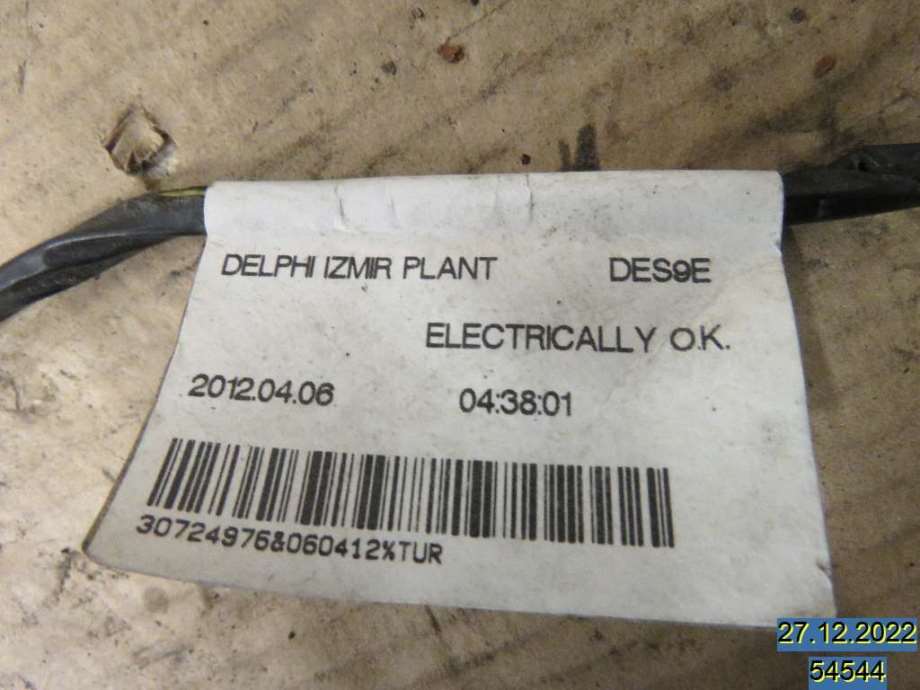 DELPHI IZMIR PLANT DES9E
ELECTRICALLY O.K.
2012.04.06 04:38:01
30724976&060412%TUR
27.12.2022
54544